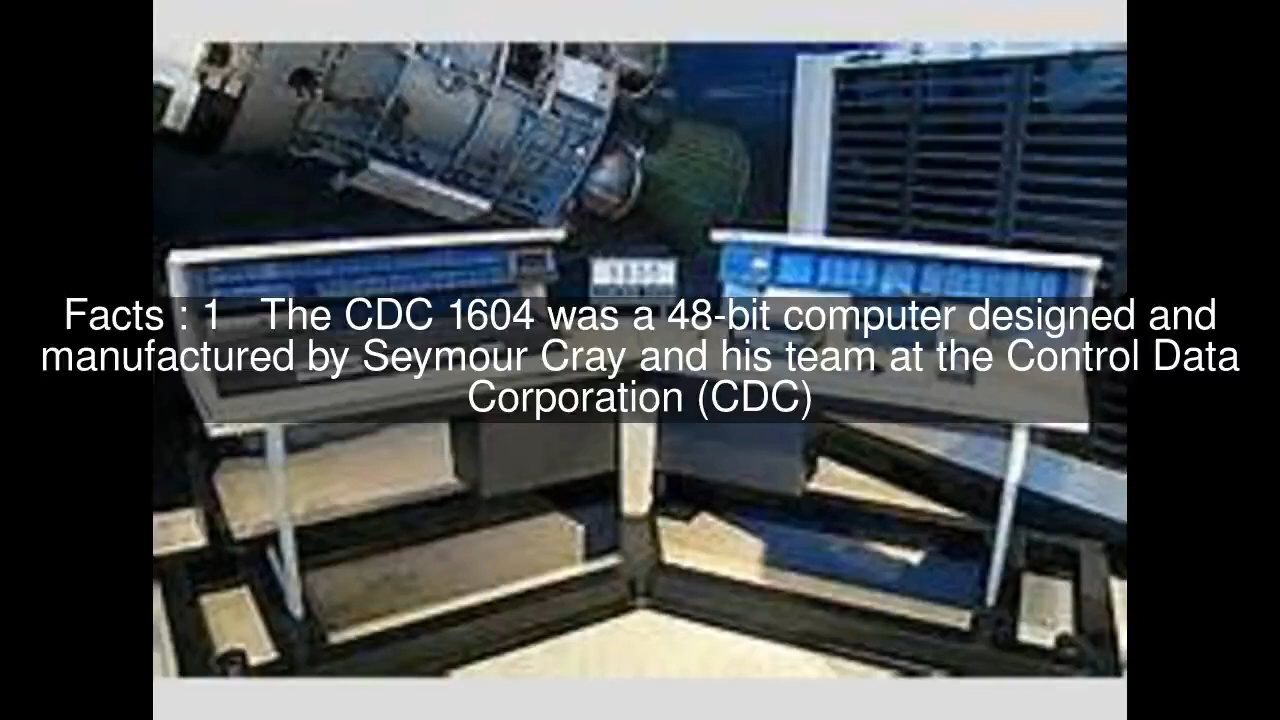 Facts : 1   The CDC 1604 was a 48-bit computer designed and
manufactured by Seymour Cray and his team at the Control Data
Corporation (CDC)